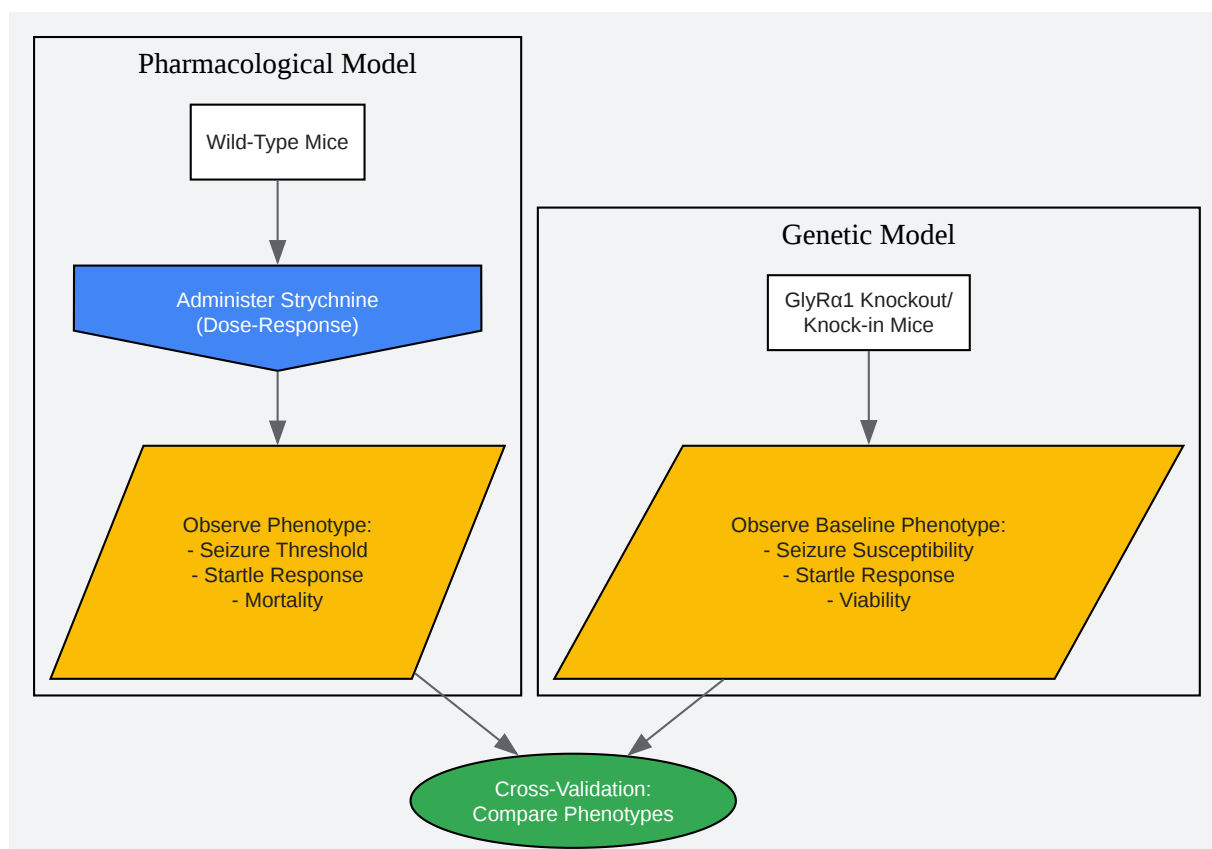 Pharmacological Model
Wild-Type Mice
Administer Strychnine
(Dose-Response)
Observe Phenotype:
- Seizure Threshold
- Startle Response
- Mortality
Genetic Model
GlyRα1 Knockout/
Knock-in Mice
Observe Baseline Phenotype:
- Seizure Susceptibility
- Startle Response
- Viability
Cross-Validation:
Compare Phenotypes